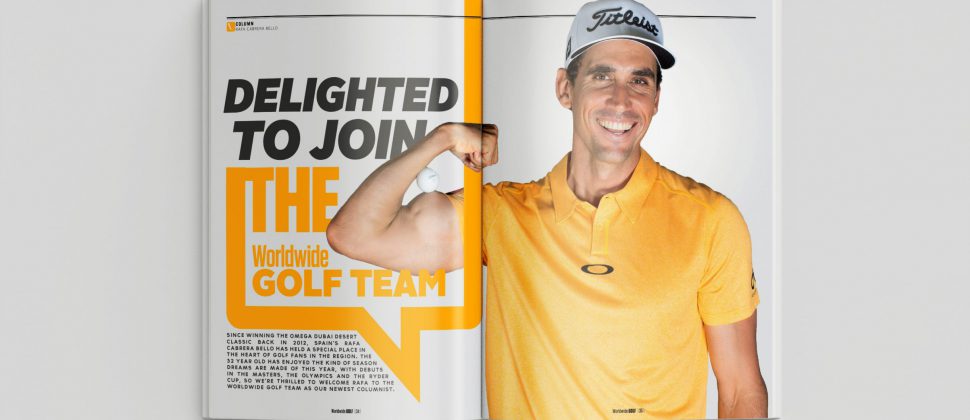 COLUMN
RAFA CABRERA BELLO
Titleist
DELIGHTED
TO JOIN
THE
Worldwide
GOLF TEAM
SINCE WINNING THE OMEGA DUBAI DESERT
CLASSIC BACK IN 2012, SPAIN'S RAFA
CABRERA BELLO HAS HELD A SPECIAL PLACE IN
THE HEART OF GOLF FANS IN THE REGION. THE
32 YEAR OLD HAS ENJOYED THE KIND OF SEASON
DREAMS ARE MADE OF THIS YEAR, WITH DEBUTS
IN THE MASTERS, THE OLYMPICS AND THE RYDER
CUP, SO WE'RE THRILLED TO WELCOME RAFA TO THE
WORLDWIDE GOLF TEAM AS OUR NEWEST COLUMNIST.
Worldwide GOLF
Worldwide GOLF